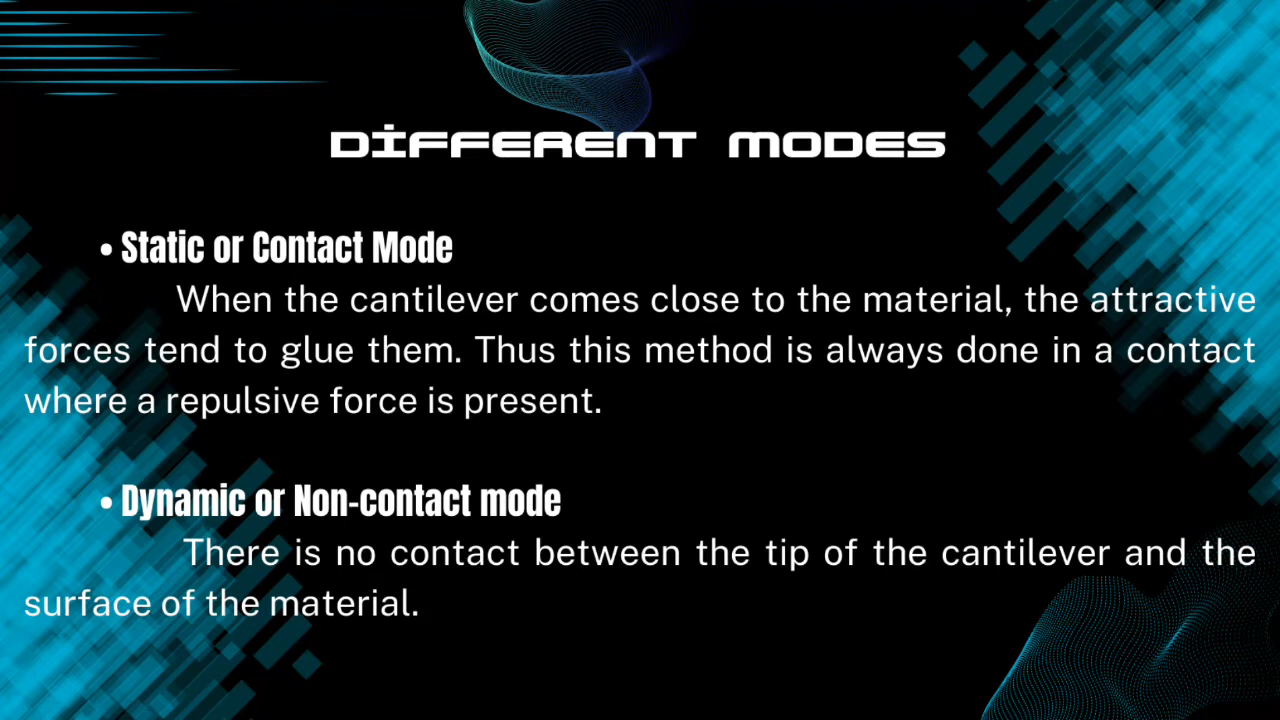 DIFFERENT MODES
• Static or Contact Mode
When the cantilever comes close to the material, the attractive
forces tend to glue them. Thus this method is always done in a contact
where a repulsive force is present.
• Dynamic or Non-contact mode
There is no contact between the tip of the cantilever and the
surface of the material.